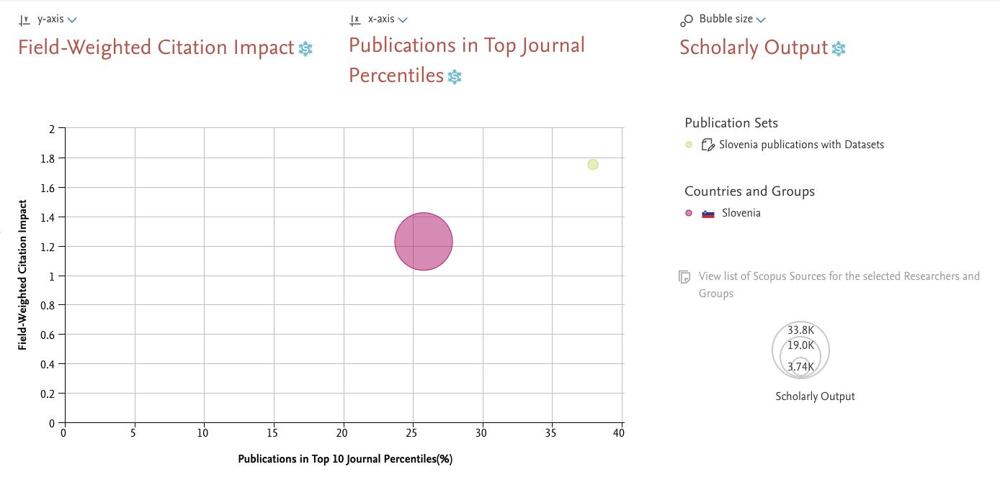 y-axis
Field-Weighted Citation Impact
x-axis
Publications in Top Journal
Percentiles
Bubble size
Scholarly Output
2
1.8
1.6
1.4
1.2
1
0.8
0.6
0.4
0.2
0
Field-Weighted Citation Impact
0 5 10 15 20 25 30 35 40
Publications in Top 10 Journal Percentiles(%)
Publication Sets
Slovenia publications with Datasets
Countries and Groups
Slovenia
View list of Scopus Sources for the selected Researchers and
Groups
33.8K
19.0K
3.74K
Scholarly Output